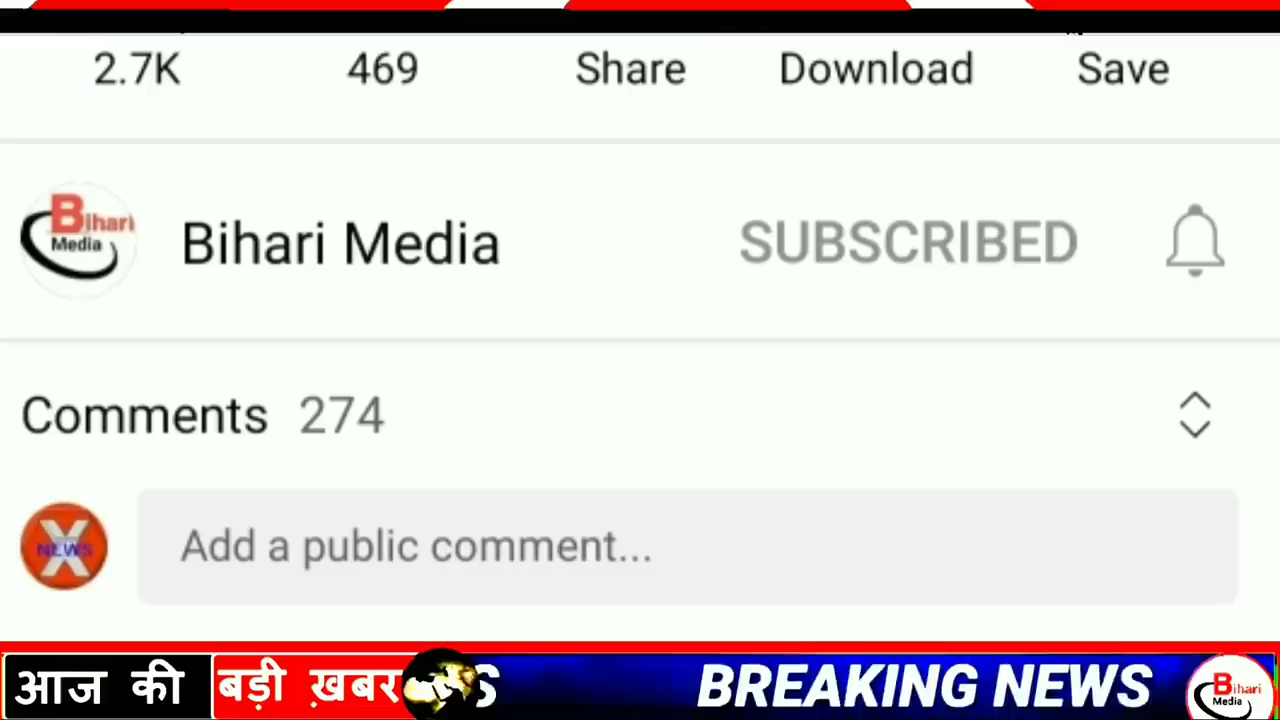 2.7K 469 Share Download Save
Bihari Media
Bihari Media SUBSCRIBED
Comments 274
NEWS X
Add a public comment...
आज की बड़ी ख़बर S BREAKING NEWS
Bihari Media